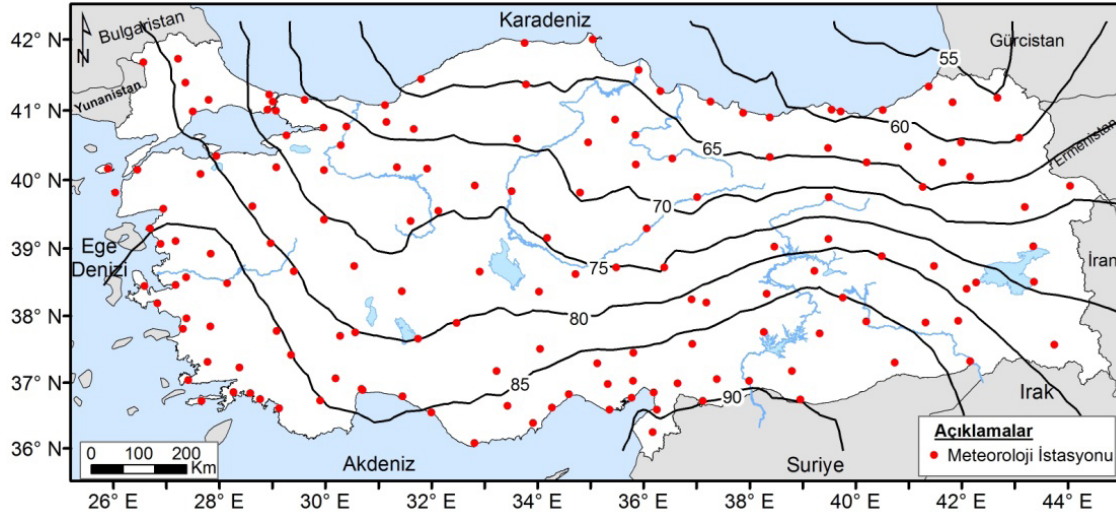 Karadeniz
Bulgaristan
Gürcistan
Yunanistan
Ermenistan
Ege
Denizi
İran
Irak
Suriye
Akdeniz
N
42° N
41° N
40° N
39° N
38° N
37° N
36° N
55
60
65
70
75
80
85
90
0 100 200
Km
Açıklamalar
Meteoroloji İstasyonu
26° E 28° E 30° E 32° E 34° E 36° E 38° E 40° E 42° E 44° E